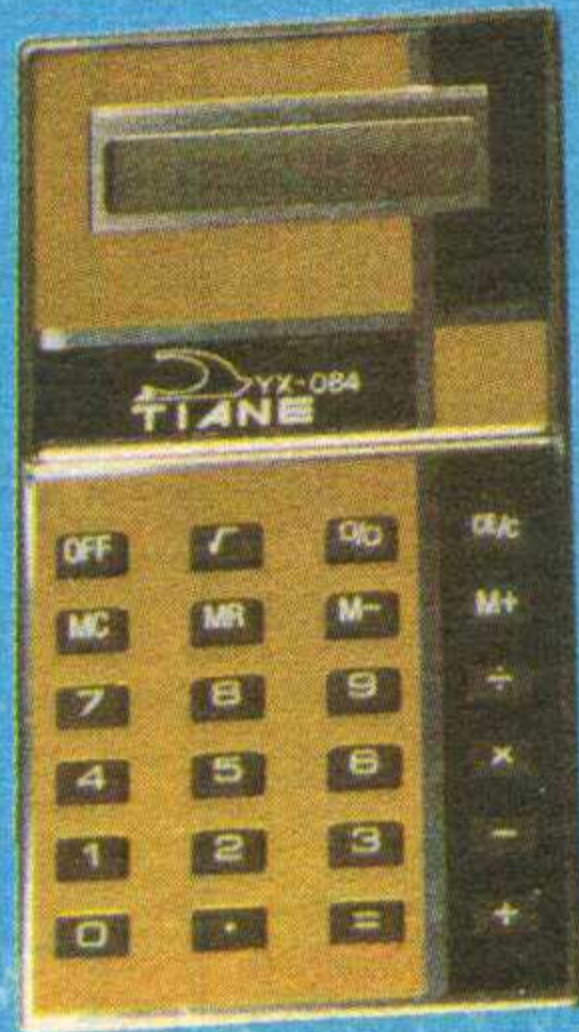 YX-084
TIANE
OFF √ % CE/C
MC MR M- M+
7 8 9 ÷
4 5 6 ×
1 2 3 -
0 . = +